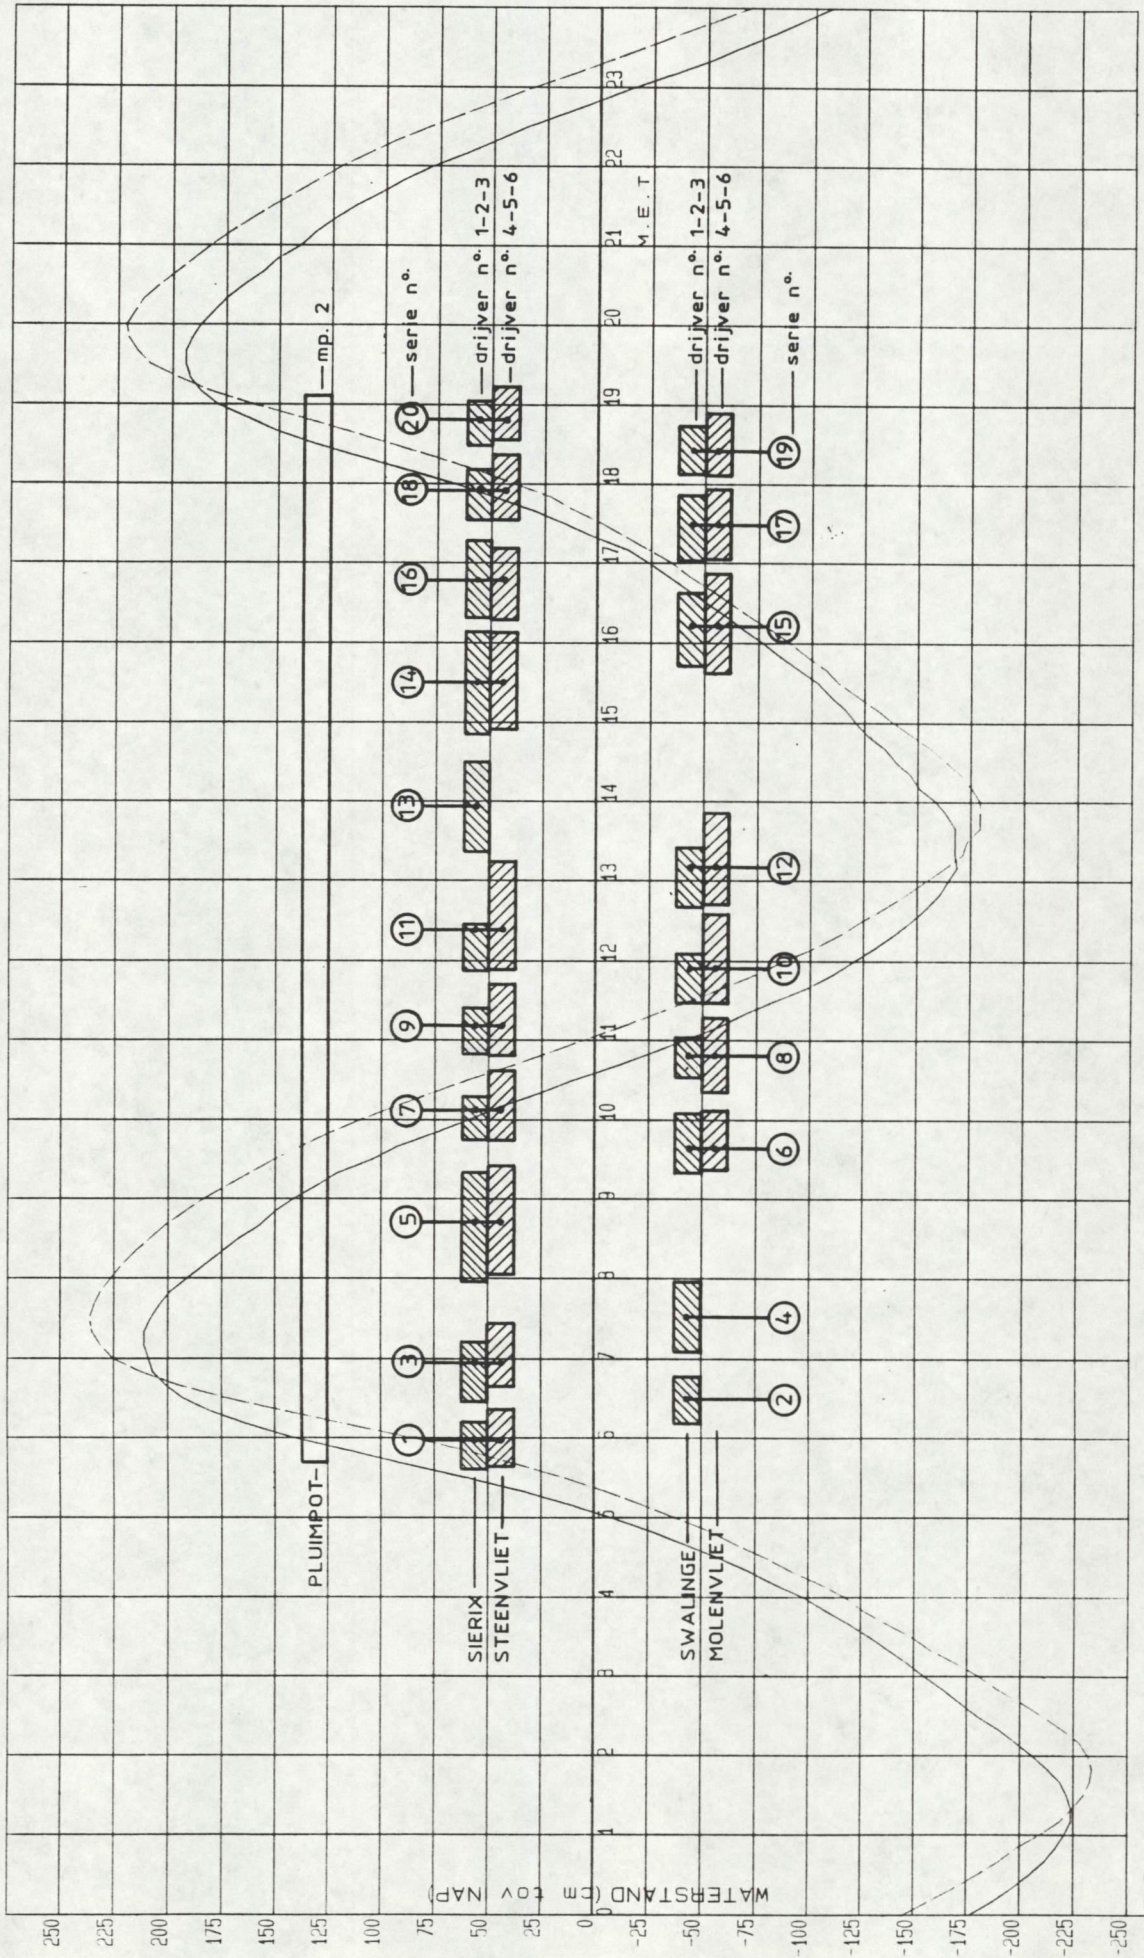 250
225
200
175
150
125
100
75
50
25
0
-25
-50
-75
-100
-125
-150
-175
-200
-225
-250
WATERSTAND (cm tov NAP)
PLUIMPOT
mp. 2
1 3 5 7 9 11 13 14 16 18 20 serie nº.
SIERIX
drijver nº. 1-2-3
STEENVLIET
drijver nº. 4-5-6
0 1 2 3 4 5 6 7 8 9 10 11 12 13 14 15 16 17 18 19 20 21 22 23
M.E.T
SWALINGE
drijver nº. 1-2-3
MOLENVLIET
drijver nº. 4-5-6
2 4 6 8 10 12 15 17 19 serie nº.